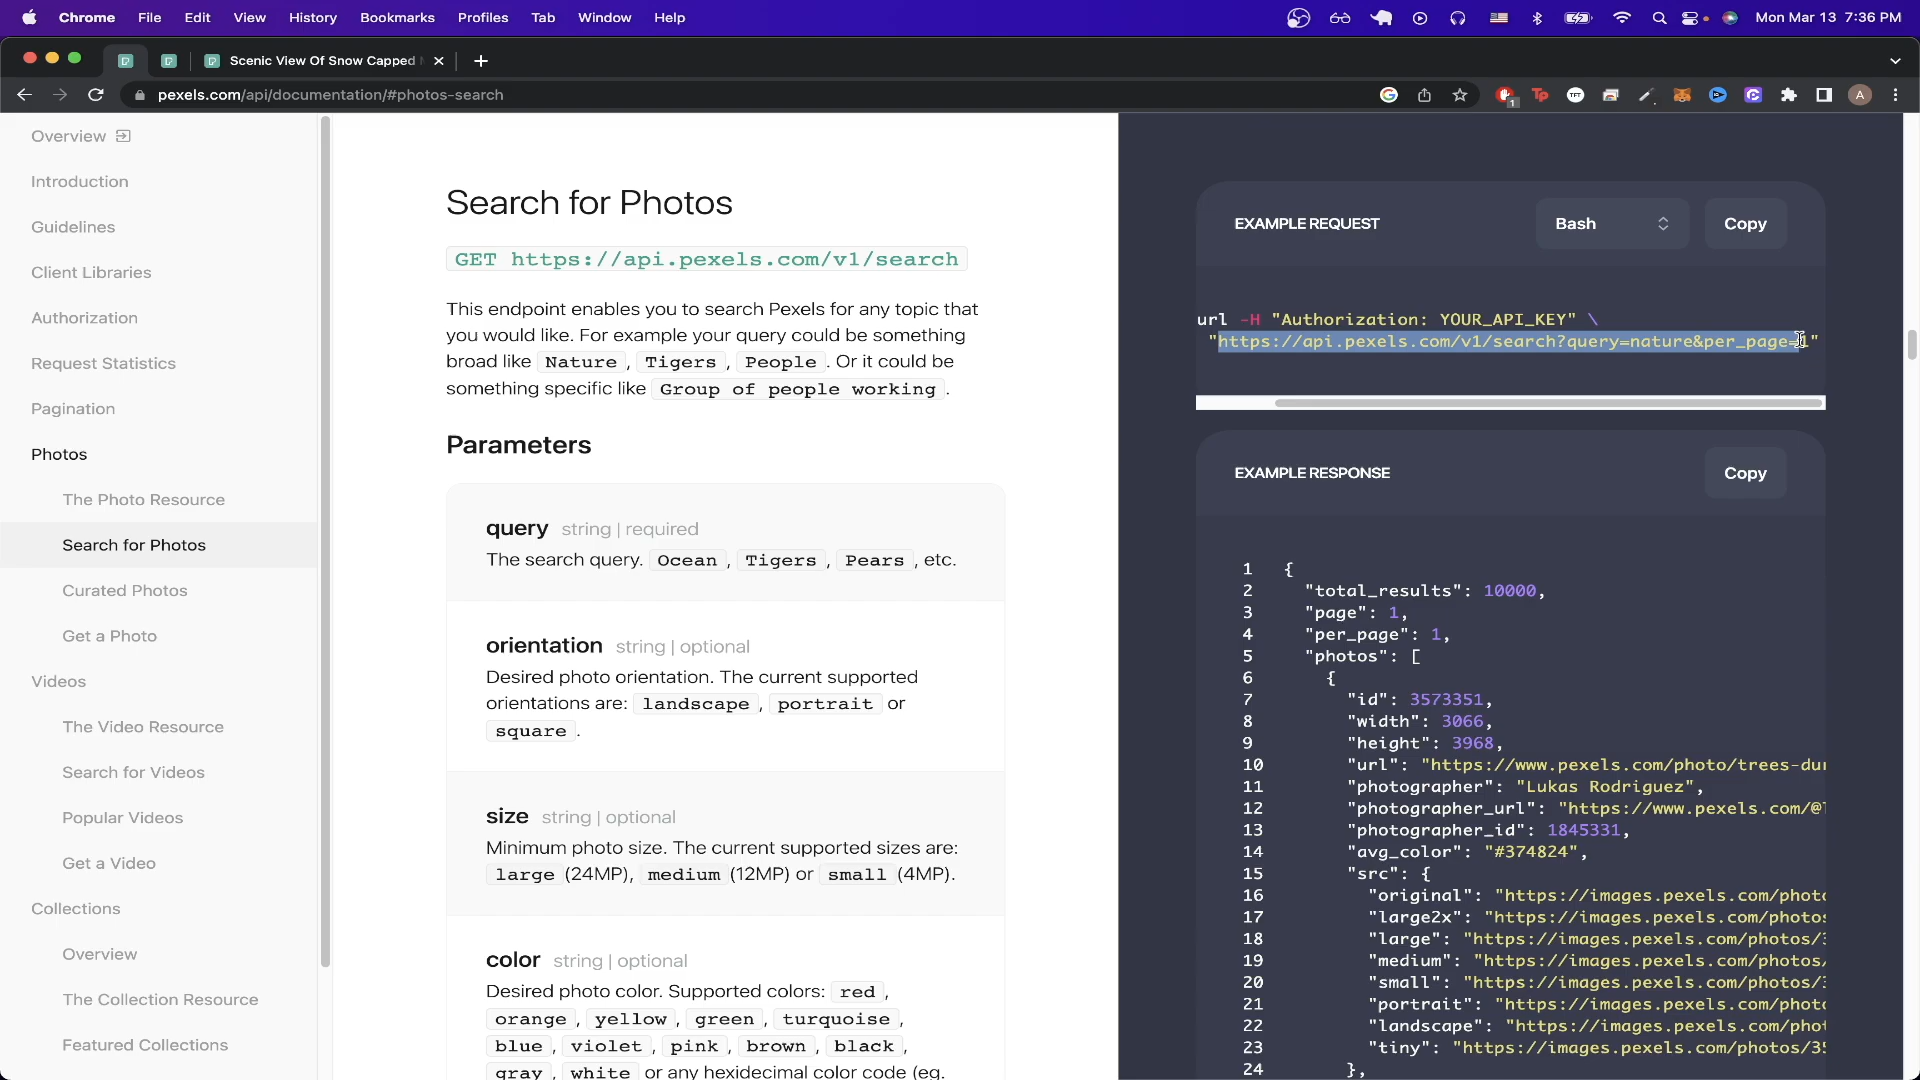 Chrome File Edit View History Bookmarks Profiles Tab Window Help Mon Mar 13 7:36 PM
Scenic View Of Snow Capped
pexels.com/api/documentation/#photos-search
Overview
Introduction
Guidelines
Client Libraries
Authorization
Request Statistics
Pagination
Photos
The Photo Resource
Search for Photos
Curated Photos
Get a Photo
Videos
The Video Resource
Search for Videos
Popular Videos
Get a Video
Collections
Overview
The Collection Resource
Featured Collections
Search for Photos
GET https://api.pexels.com/v1/search
This endpoint enables you to search Pexels for any topic that
you would like. For example your query could be something
broad like Nature, Tigers, People. Or it could be
something specific like Group of people working.
Parameters
query string | required
The search query. Ocean, Tigers, Pears, etc.
orientation string | optional
Desired photo orientation. The current supported
orientations are: landscape, portrait or
square.
size string | optional
Minimum photo size. The current supported sizes are:
large (24MP), medium (12MP) or small (4MP).
color string | optional
Desired photo color. Supported colors: red,
orange, yellow, green, turquoise,
blue, violet, pink, brown, black,
gray, white or any hexidecimal color code (eg.
EXAMPLE REQUEST Bash Copy
url -H "Authorization: YOUR_API_KEY" \
"https://api.pexels.com/v1/search?query=nature&per_page=1"
EXAMPLE RESPONSE Copy
1 {
2 "total_results": 10000,
3 "page": 1,
4 "per_page": 1,
5 "photos": [
6 {
7 "id": 3573351,
8 "width": 3066,
9 "height": 3968,
10 "url": "https://www.pexels.com/photo/trees-dur
11 "photographer": "Lukas Rodriguez",
12 "photographer_url": "https://www.pexels.com/@l
13 "photographer_id": 1845331,
14 "avg_color": "#374824",
15 "src": {
16 "original": "https://images.pexels.com/photo
17 "large2x": "https://images.pexels.com/photos
18 "large": "https://images.pexels.com/photos/3
19 "medium": "https://images.pexels.com/photos/
20 "small": "https://images.pexels.com/photos/3
21 "portrait": "https://images.pexels.com/photo
22 "landscape": "https://images.pexels.com/phot
23 "tiny": "https://images.pexels.com/photos/35
24 },